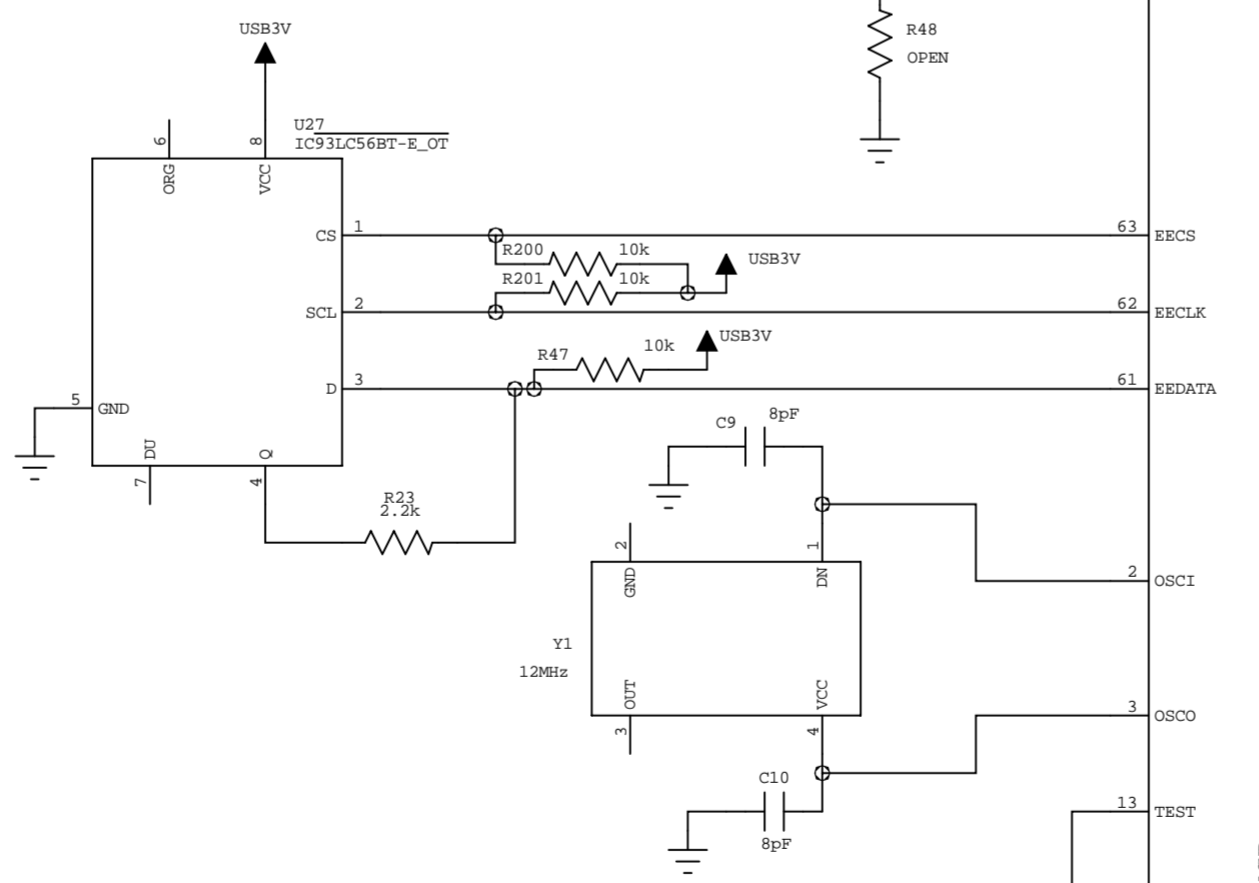 USB3V
R48
OPEN
U27
IC93LC56BT-E_OT
6
8
ORG
VCC
CS
1
63
EECS
R200
10k
USB3V
R201
10k
SCL
2
62
EECLK
USB3V
R47
10k
D
3
61
EEDATA
5
GND
C9
8pF
DU
Q
7
4
R23
2.2k
2
1
GND
DN
2
OSCI
Y1
12MHz
OUT
VCC
3
4
3
OSCO
C10
8pF
13
TEST